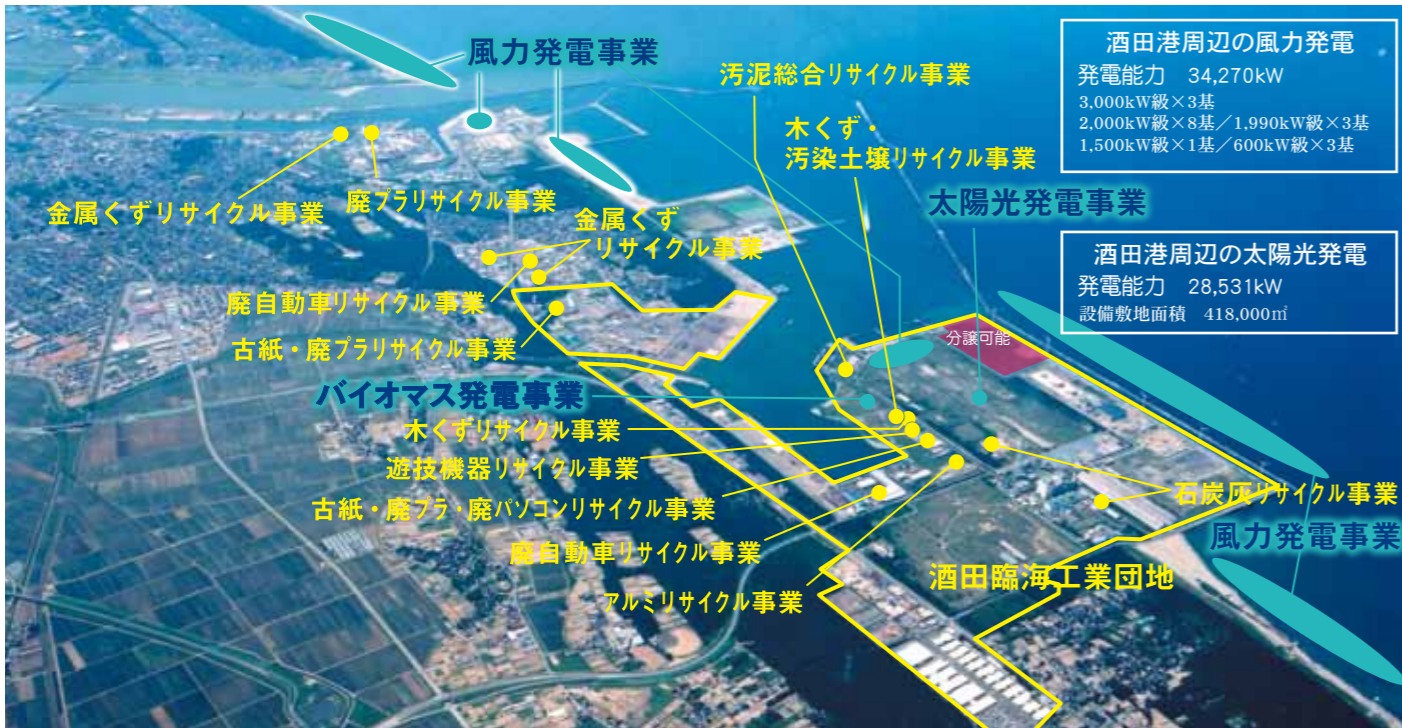 風力発電事業
酒田港周辺の風力発電
発電能力 34,270kW
3,000kW級×3基
2,000kW級×8基／1,990kW級×3基
1,500kW級×1基／600kW級×3基
汚泥総合リサイクル事業
木くず・
汚染土壌リサイクル事業
金属くずリサイクル事業
廃プラリサイクル事業
太陽光発電事業
金属くず
リサイクル事業
酒田港周辺の太陽光発電
発電能力 28,531kW
設備敷地面積 418,000㎡
廃自動車リサイクル事業
古紙・廃プラリサイクル事業
分譲可能
バイオマス発電事業
木くずリサイクル事業
遊技機器リサイクル事業
古紙・廃プラ・廃パソコンリサイクル事業
石炭灰リサイクル事業
風力発電事業
廃自動車リサイクル事業
酒田臨海工業団地
アルミリサイクル事業